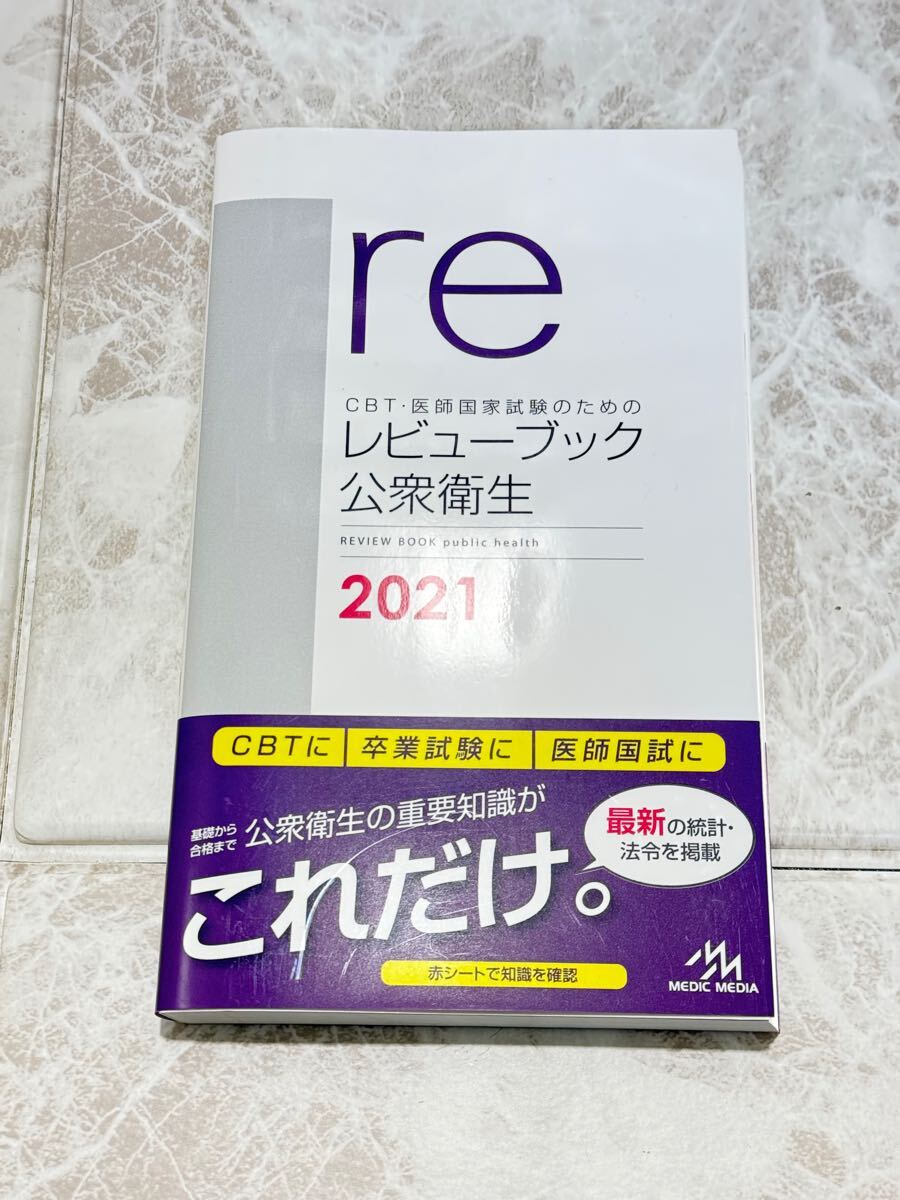 re
CBT・医師国家試験のための
レビューブック
公衆衛生
REVIEW BOOK public health
2021
CBTに 卒業試験に 医師国試に
基礎から
合格まで
公衆衛生の重要知識が
これだけ。
最新の統計・
法令を掲載
赤シートで知識を確認
MEDIC MEDIA